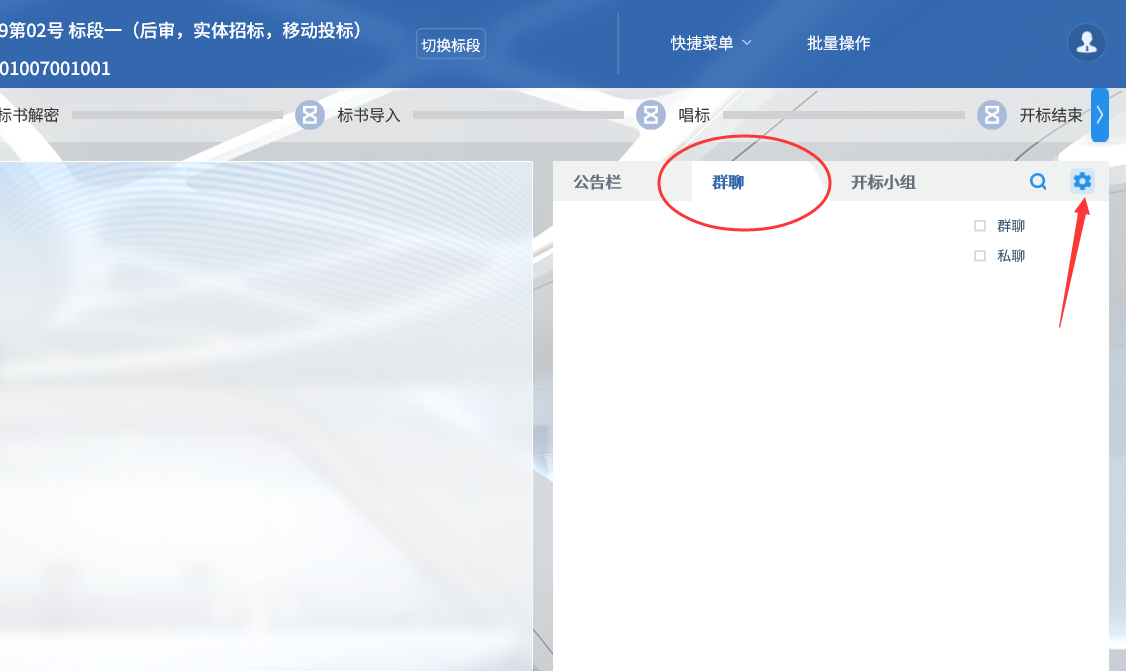 9第02号 标段一（后审，实体招标，移动投标）
01007001001
切换标段
快捷菜单
批量操作
标书解密
标书导入
唱标
开标结束
公告栏
群聊
开标小组
群聊
私聊